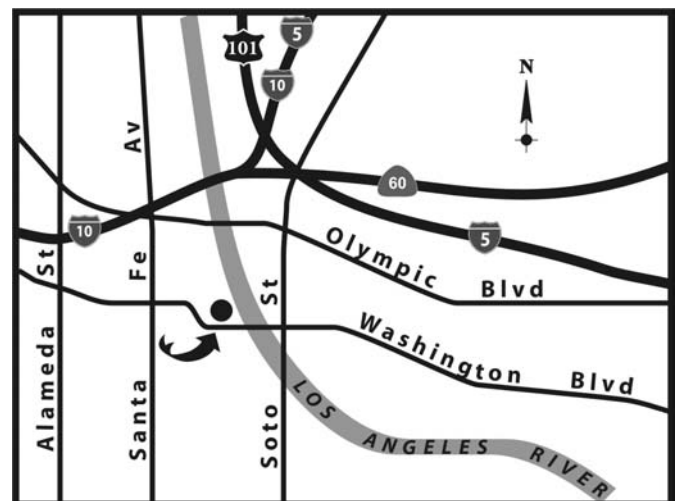 5
101
10
N
Av
60
10
5
Olympic Blvd
St
Fe
St
Washington Blvd
Alameda
Santa
Soto
LOS ANGELES RIVER